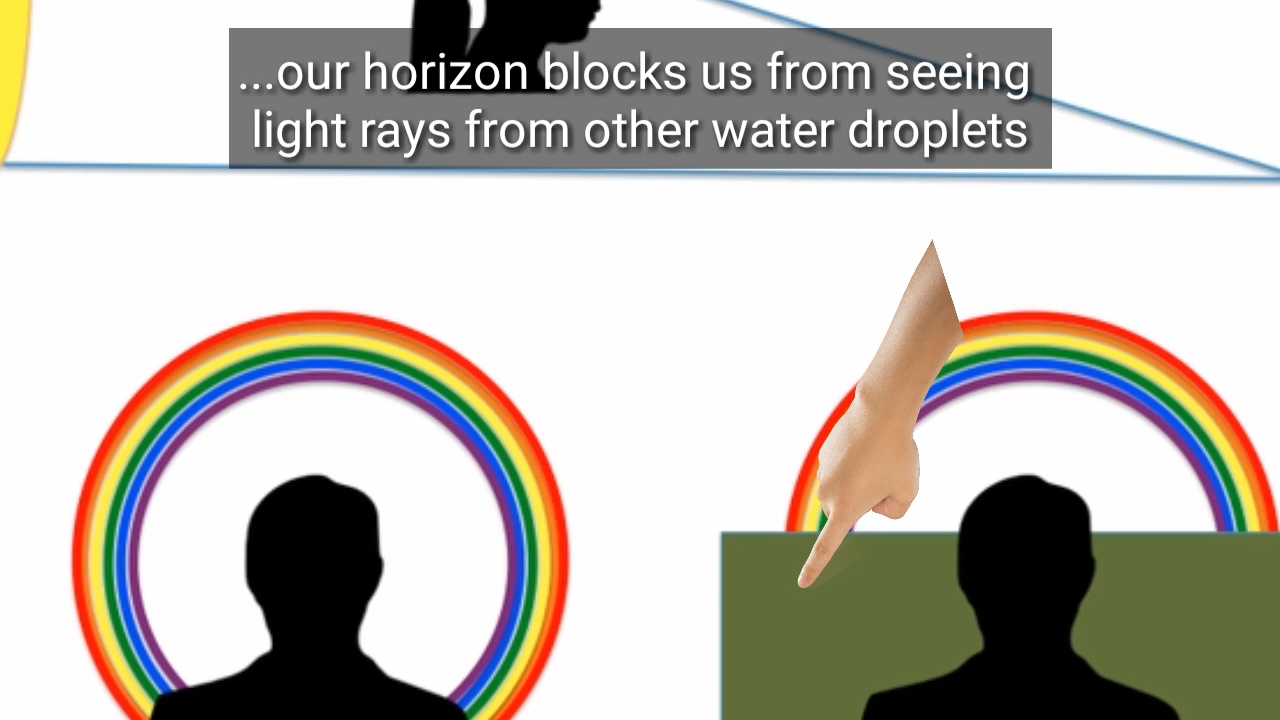 ...our horizon blocks us from seeing
light rays from other water droplets